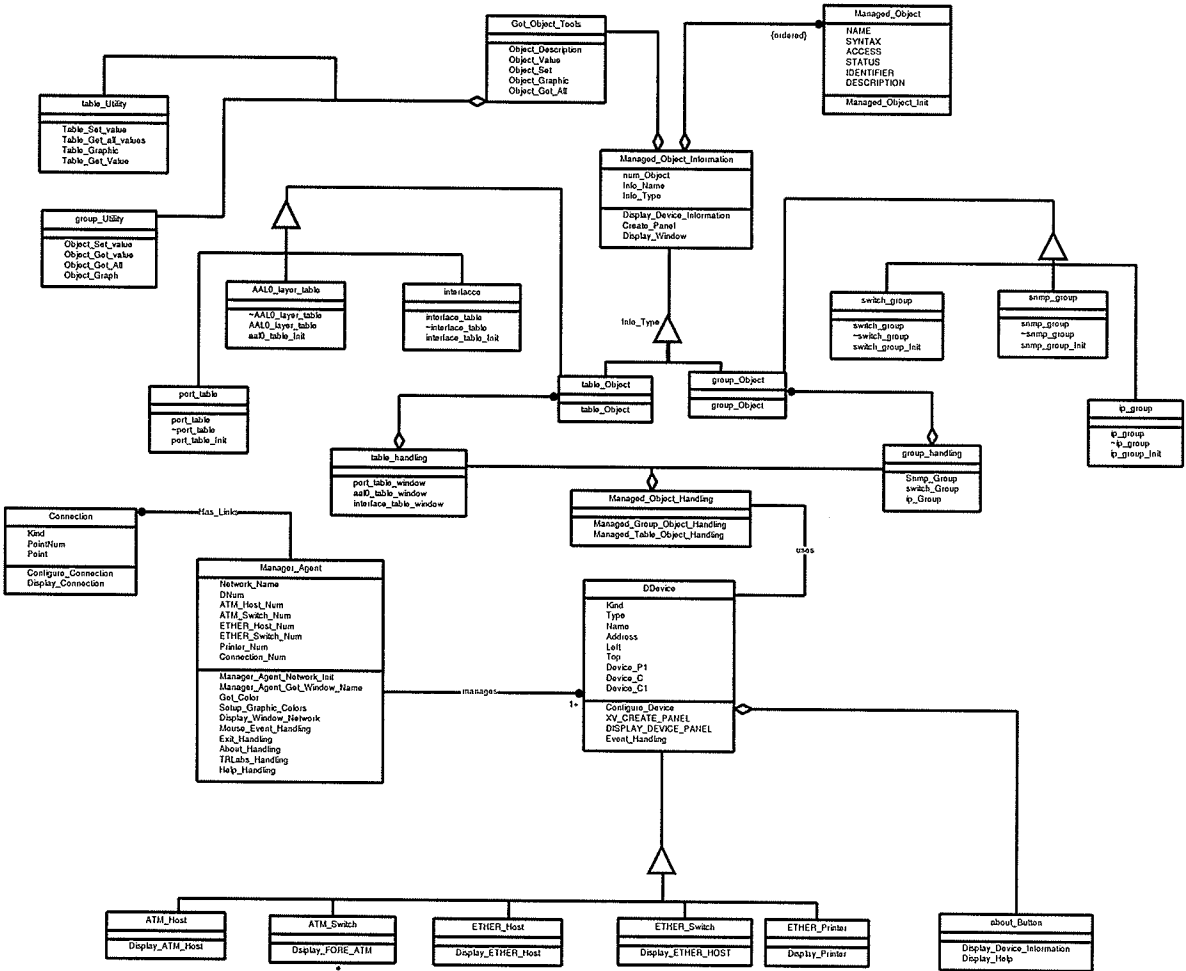 Get_Object_Tools
Object_Description
Object_Value
Object_Set
Object_Graphic
Object_Get_All
{ordered}
Managed_Object
NAME
SYNTAX
ACCESS
STATUS
IDENTIFIER
DESCRIPTION
Managed_Object_Init
table_Utility
Table_Set_value
Table_Get_all_values
Table_Graphic
Table_Get_Value
group_Utility
Object_Set_value
Object_Get_value
Object_Get_All
Object_Graph
Managed_Object_Information
num_Object
Info_Name
Info_Type
Display_Device_Information
Create_Panel
Display_Window
AAL0_layer_table
~AAL0_layer_table
AAL0_layer_table
aal0_table_Init
interface
interface_table
~interface_table
interface_table_Init
switch_group
switch_group
~switch_group
switch_group_Init
snmp_group
snmp_group
~snmp_group
snmp_group_Init
Info_Type
port_table
port_table
~port_table
port_table_Init
table_Object
table_Object
group_Object
group_Object
ip_group
ip_group
~ip_group
ip_group_Init
table_handling
port_table_window
aal0_table_window
interface_table_window
group_handling
Snmp_Group
switch_Group
ip_Group
Managed_Object_Handling
Managed_Group_Object_Handling
Managed_Table_Object_Handling
uses
Connection
Kind
PointNum
Point
Configure_Connection
Display_Connection
Has_Links
Manager_Agent
Network_Name
DNum
ATM_Host_Num
ATM_Switch_Num
ETHER_Host_Num
ETHER_Switch_Num
Printer_Num
Connection_Num
Manager_Agent_Network_Init
Manager_Agent_Get_Window_Name
Get_Color
Setup_Graphic_Colors
Display_Window_Network
Mouse_Event_Handling
Exit_Handling
About_Handling
TRLabs_Handling
Help_Handling
manages
1+
DDevice
Kind
Type
Name
Address
Left
Top
Device_P1
Device_C
Device_C1
Configure_Device
XV_CREATE_PANEL
DISPLAY_DEVICE_PANEL
Event_Handling
ATM_Host
Display_ATM_Host
ATM_Switch
Display_FORE_ATM
ETHER_Host
Display_ETHER_Host
ETHER_Switch
Display_ETHER_HOST
ETHER_Printer
Display_Printer
about_Button
Display_Device_Information
Display_Help